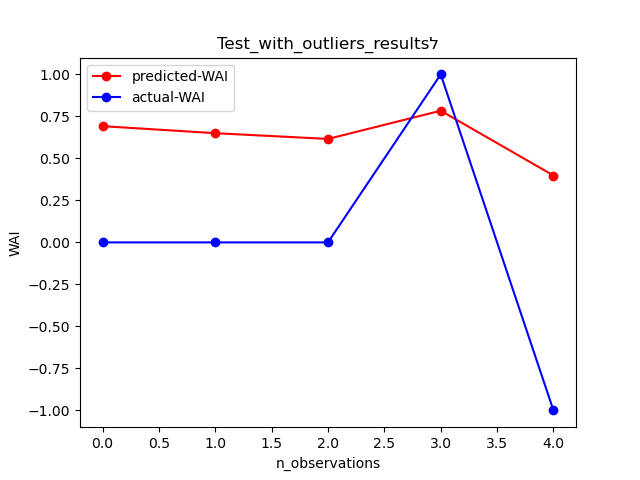 Test_with_outliers_resultsל
predicted-WAI
actual-WAI
1.00
0.75
0.50
0.25
0.00
−0.25
−0.50
−0.75
−1.00
WAI
0.0 0.5 1.0 1.5 2.0 2.5 3.0 3.5 4.0
n_observations